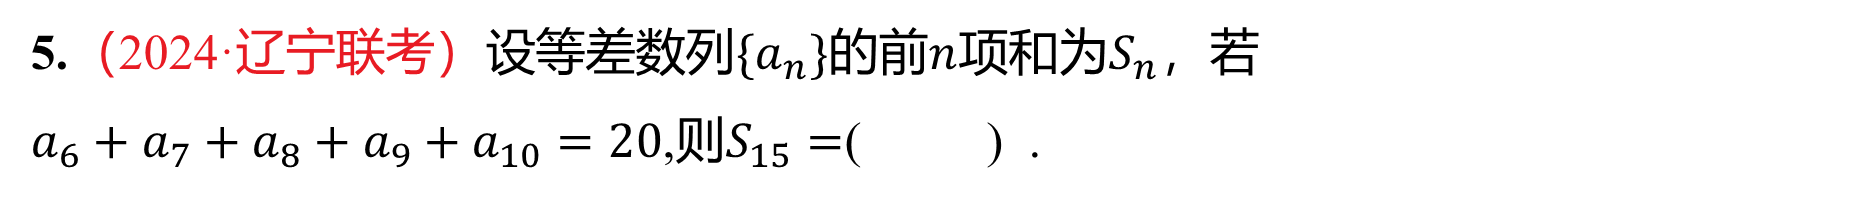 5.（2024·辽宁联考）设等差数列{aₙ}的前n项和为Sₙ，若
a₆ + a₇ + a₈ + a₉ + a₁₀ = 20,则S₁₅ =(  ) .